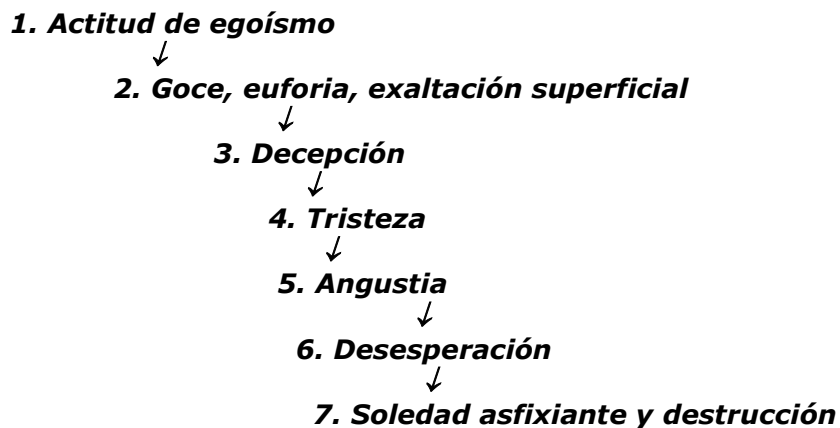 1. Actitud de egoísmo
2. Goce, euforia, exaltación superficial
3. Decepción
4. Tristeza
5. Angustia
6. Desesperación
7. Soledad asfixiante y destrucción